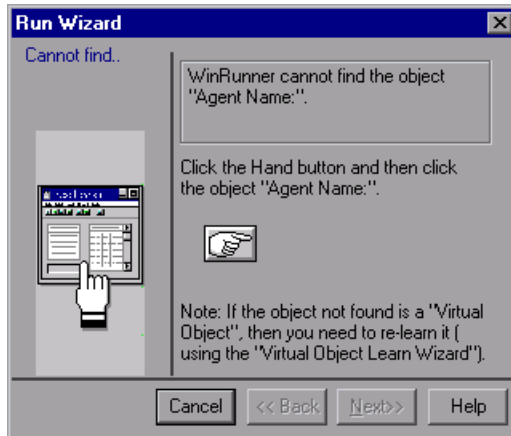 Run Wizard
Cannot find..
WinRunner cannot find the object
"Agent Name:".
Click the Hand button and then click
the object "Agent Name:".
Note: If the object not found is a "Virtual
Object", then you need to re-learn it (
using the "Virtual Object Learn Wizard").
Cancel
<< Back
Next>>
Help